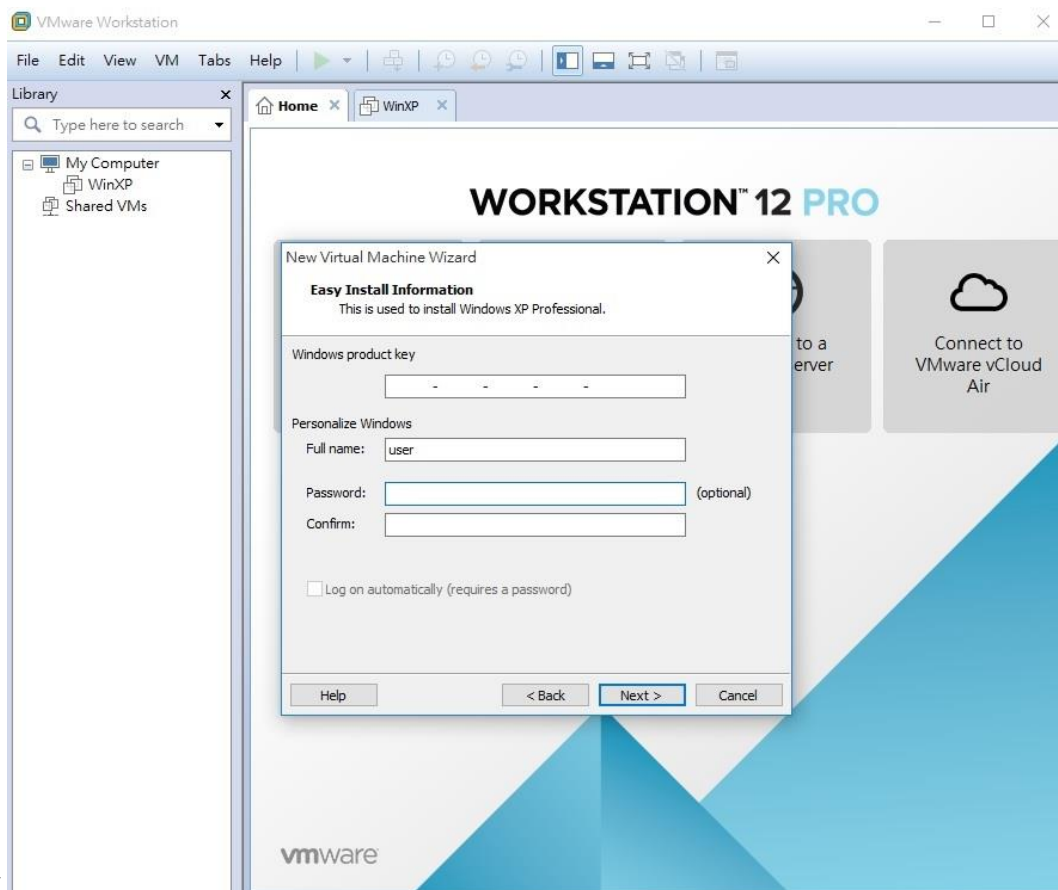 VMware Workstation
File Edit View VM Tabs Help
Library
Type here to search
My Computer
WinXP
Shared VMs
Home
WinXP
WORKSTATION™ 12 PRO
New Virtual Machine Wizard
Easy Install Information
This is used to install Windows XP Professional.
Windows product key
- - - -
Personalize Windows
Full name: user
Password: (optional)
Confirm:
Log on automatically (requires a password)
Help < Back Next > Cancel
to a
erver
Connect to
VMware vCloud
Air
vmware